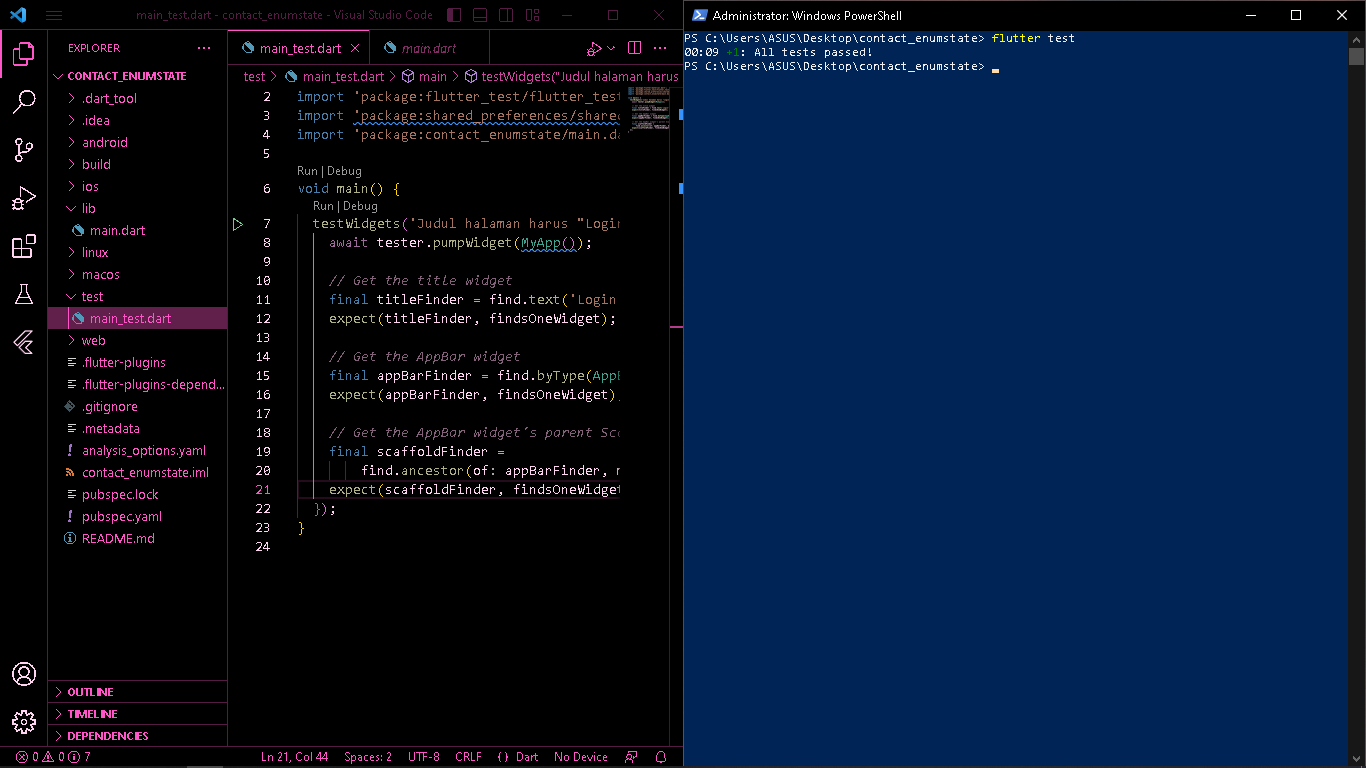 main_test.dart - contact_enumstate - Visual Studio Code
EXPLORER
CONTACT_ENUMSTATE
.dart_tool
.idea
android
build
ios
lib
main.dart
linux
macos
test
main_test.dart
web
.flutter-plugins
.flutter-plugins-depend...
.gitignore
.metadata
analysis_options.yaml
contact_enumstate.iml
pubspec.lock
pubspec.yaml
README.md
OUTLINE
TIMELINE
DEPENDENCIES
main_test.dart
main.dart
test > main_test.dart > main > testWidgets("Judul halaman harus
2 import 'package:flutter_test/flutter_test
3 import 'package:shared_preferences/shared
4 import 'package:contact_enumstate/main.da
5
Run | Debug
6 void main() {
Run | Debug
7 testWidgets('Judul halaman harus "Login
8 await tester.pumpWidget(MyApp());
9
10 // Get the title widget
11 final titleFinder = find.text('Login
12 expect(titleFinder, findsOneWidget);
13
14 // Get the AppBar widget
15 final appBarFinder = find.byType(AppB
16 expect(appBarFinder, findsOneWidget)
17
18 // Get the AppBar widget's parent Sc
19 final scaffoldFinder =
20 find.ancestor(of: appBarFinder, m
21 expect(scaffoldFinder, findsOneWidget
22 });
23 }
24
0 0 7
Ln 21, Col 44 Spaces: 2 UTF-8 CRLF {} Dart No Device
Administrator: Windows PowerShell
PS C:\Users\ASUS\Desktop\contact_enumstate> flutter test
00:09 +1: All tests passed!
PS C:\Users\ASUS\Desktop\contact_enumstate>